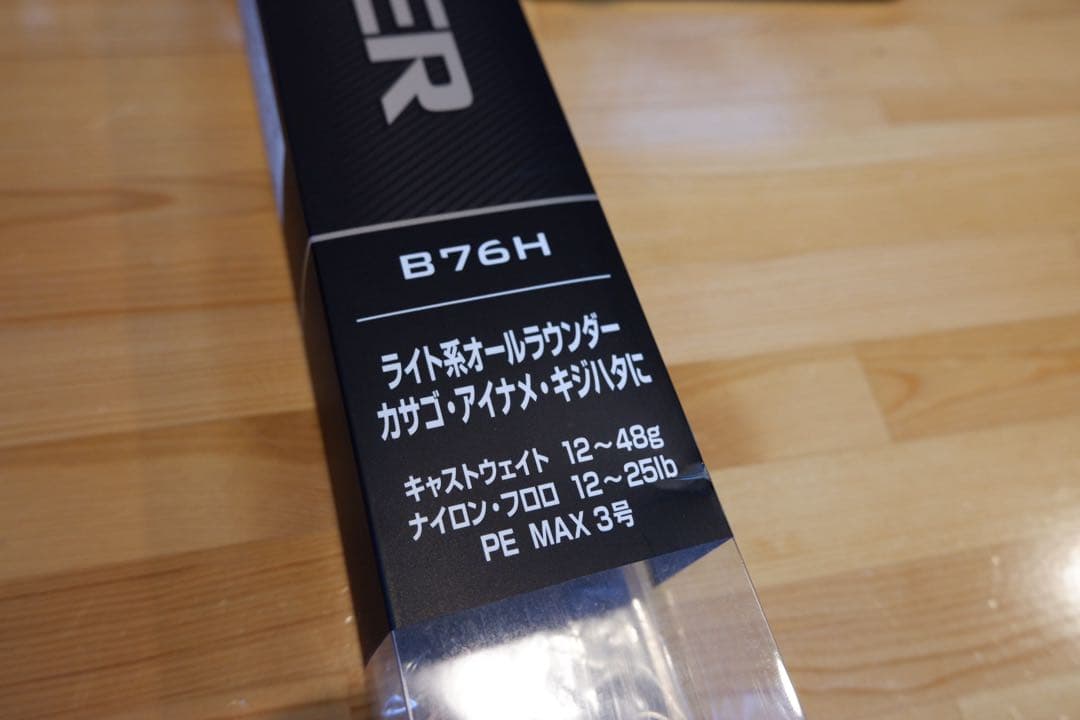 ER
B76H
ライト系オールラウンダー
カサゴ・アイナメ・キジハタに
キャストウェイト 12～48g
ナイロン・フロロ 12～25lb
PE MAX 3号